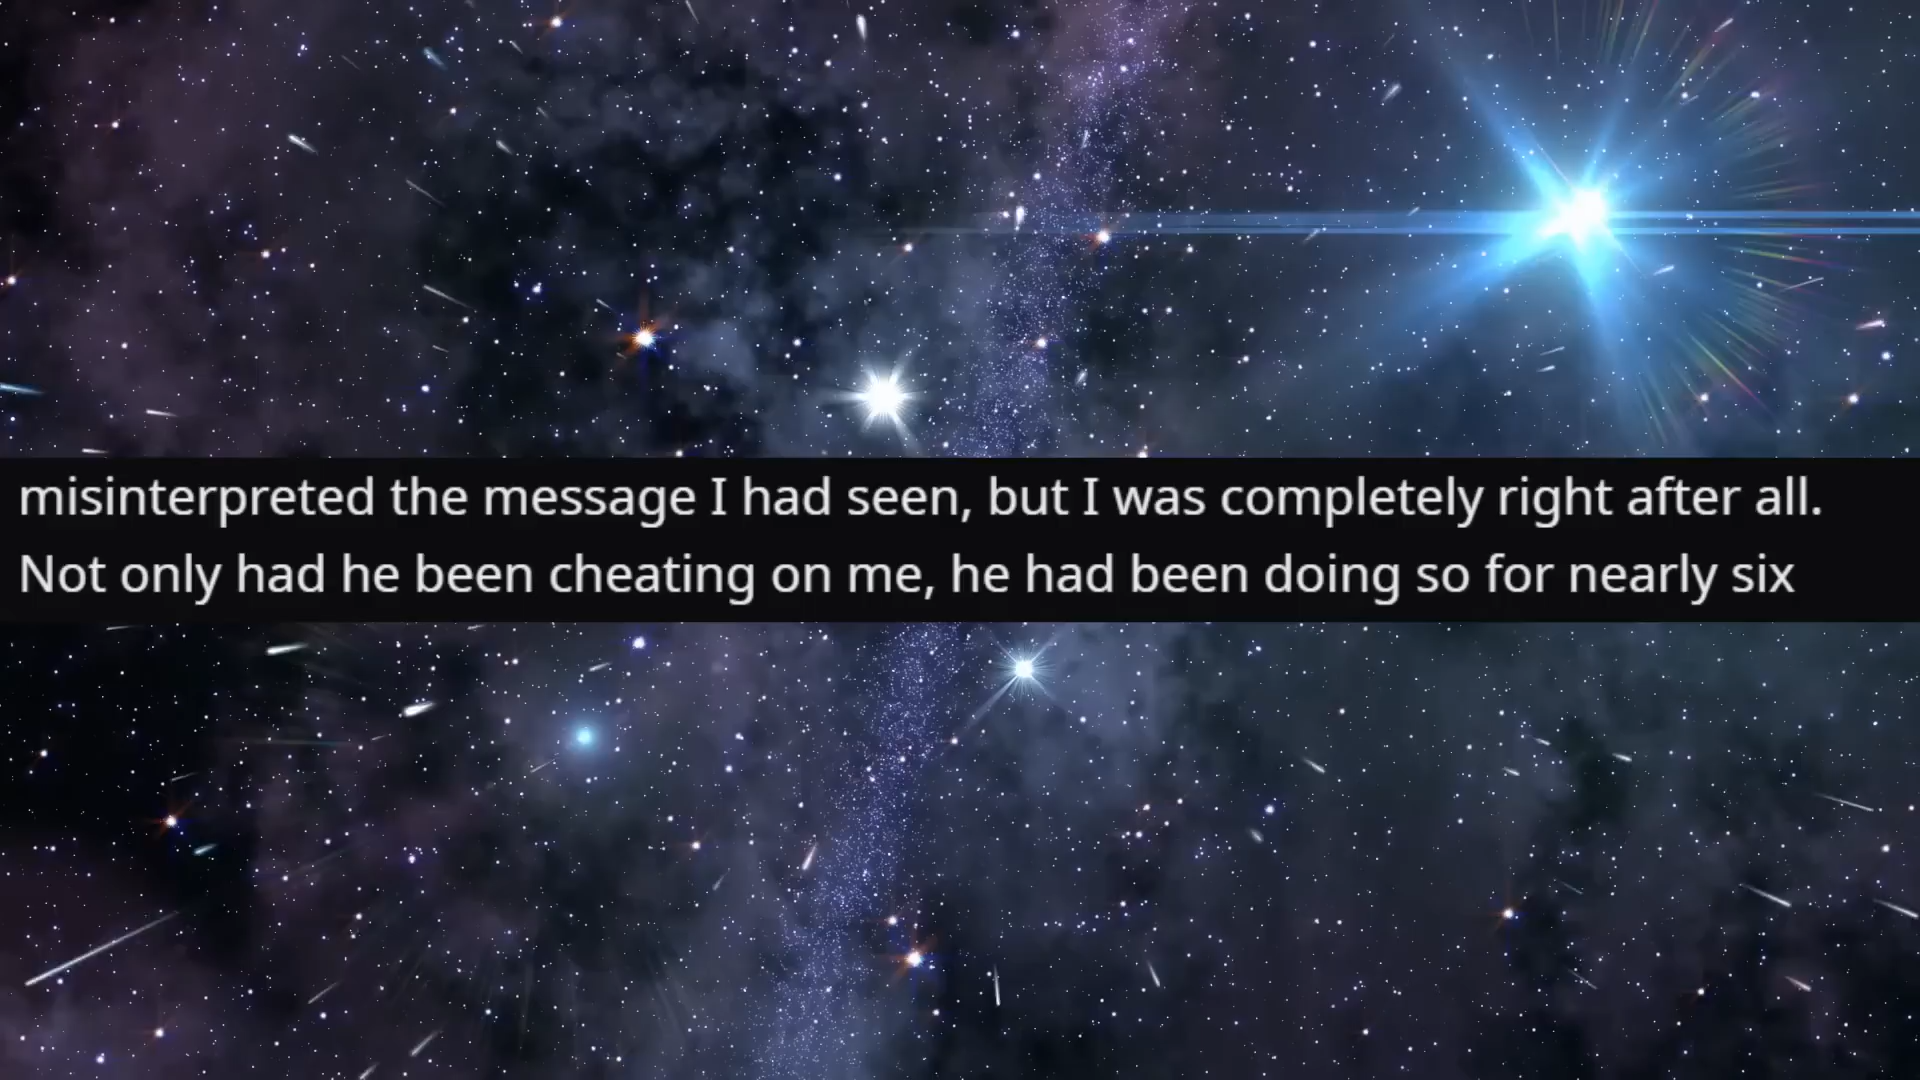 misinterpreted the message I had seen, but I was completely right after all.
Not only had he been cheating on me, he had been doing so for nearly six